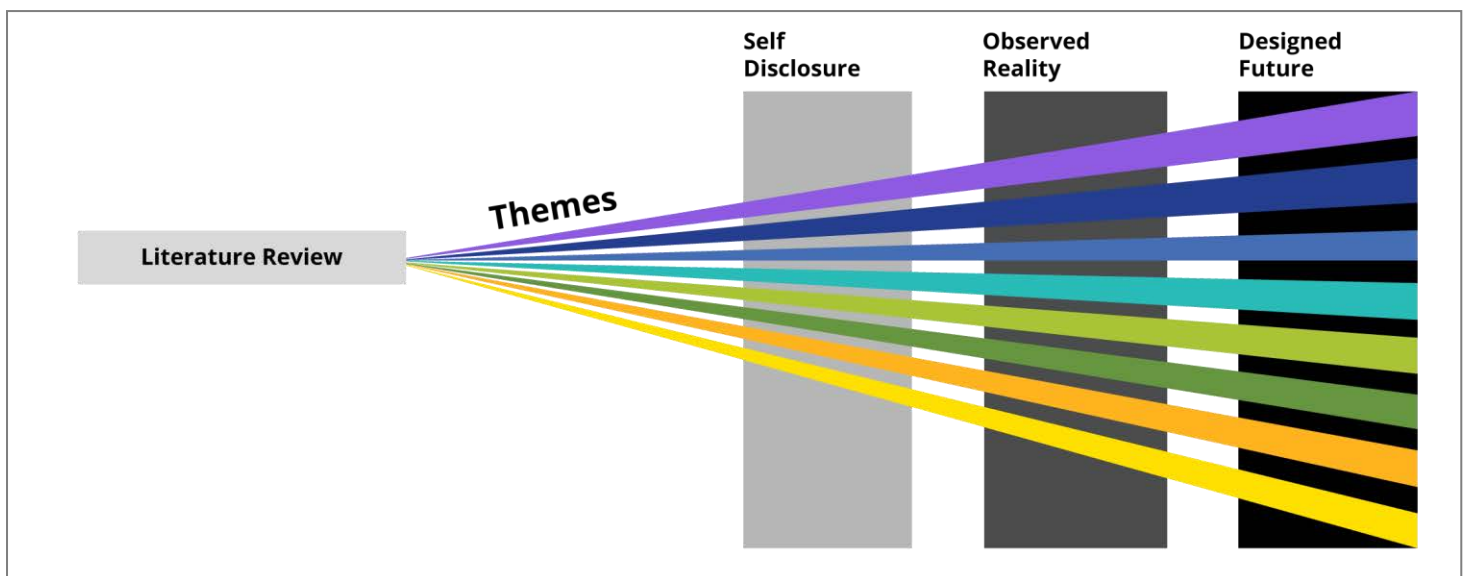 Self
Disclosure
Observed
Reality
Designed
Future
Themes
Literature Review